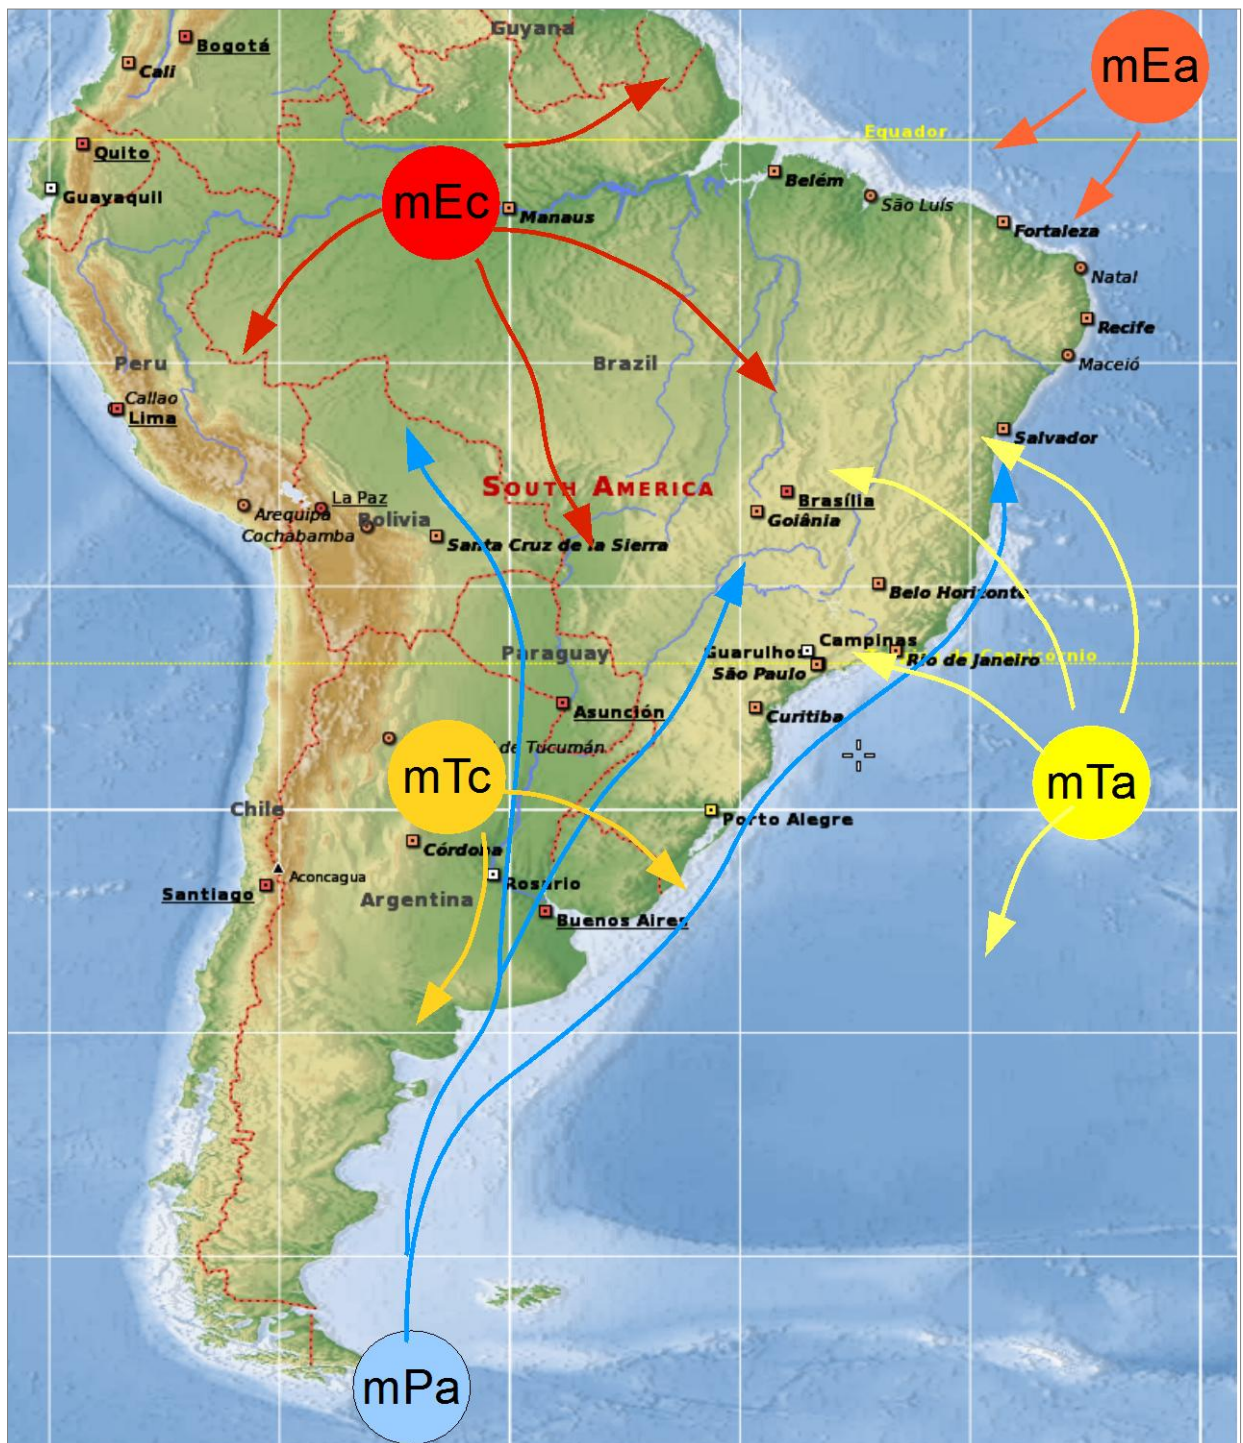 Guyana
Bogotá
Cali
mEa
Equador
Quito
Guayaquil
mEc
Manaus
Belém
São Luís
Fortaleza
Natal
Recife
Maceió
Peru
Brazil
Callao
Lima
Salvador
South America
La Paz
Brasília
Arequipa
Bolivia
Goiânia
Cochabamba
Santa Cruz de la Sierra
Belo Horizonte
Campinas
Guarulhos
Paraguay
Rio de Janeiro
Capricornio
São Paulo
Asunción
Curitiba
de Tucumán
mTc
mTa
Chile
Porto Alegre
Córdoba
Aconcagua
Santiago
Rosario
Argentina
Buenos Aires
mPa